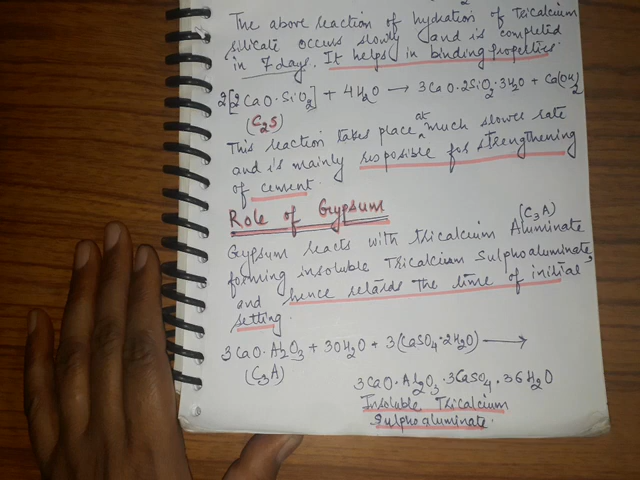 The above reaction of hydration of Tricalcium
silicate occurs slowly and is completed
in 7 days. It helps in binding properties.
2[2CaO·SiO₂] + 4H₂O → 3CaO·2SiO₂·3H₂O + Ca(OH)₂
(C₂S)
This reaction takes place at much slower rate
and is mainly resposible for strengthening
of cement.
Role of Gypsum
(C₃A)
Gypsum reacts with tricalcium Aluminate
forming insoluble Tricalcium Sulphoaluminate,
and hence retards the time of initial
setting.
3CaO·Al₂O₃ + 30H₂O + 3(CaSO₄·2H₂O) →
(C₃A)
3CaO·Al₂O₃·3CaSO₄·36H₂O
Insoluble Tricalcium
Sulphoaluminate.